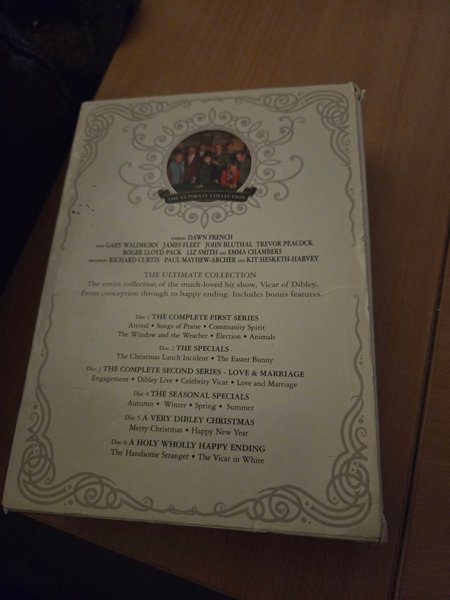 THE ULTIMATE COLLECTION
STARRING DAWN FRENCH
WITH GARY WALDHORN JAMES FLEET JOHN BLUTHAL TREVOR PEACOCK
ROGER LLOYD PACK LIZ SMITH AND EMMA CHAMBERS
WRITTEN BY RICHARD CURTIS PAUL MAYHEW-ARCHER AND KIT HESKETH-HARVEY
THE ULTIMATE COLLECTION
The entire collection of the much-loved hit show, Vicar of Dibley.
From conception through to happy ending. Includes bonus features.
Disc 1 THE COMPLETE FIRST SERIES
Arrival • Songs of Praise • Community Spirit
The Window and the Weather • Election • Animals
Disc 2 THE SPECIALS
The Christmas Lunch Incident • The Easter Bunny
Disc 3 THE COMPLETE SECOND SERIES - LOVE & MARRIAGE
Engagement • Dibley Live • Celebrity Vicar • Love and Marriage
Disc 4 THE SEASONAL SPECIALS
Autumn • Winter • Spring • Summer
Disc 5 A VERY DIBLEY CHRISTMAS
Merry Christmas • Happy New Year
Disc 6 A HOLY WHOLLY HAPPY ENDING
The Handsome Stranger • The Vicar in White